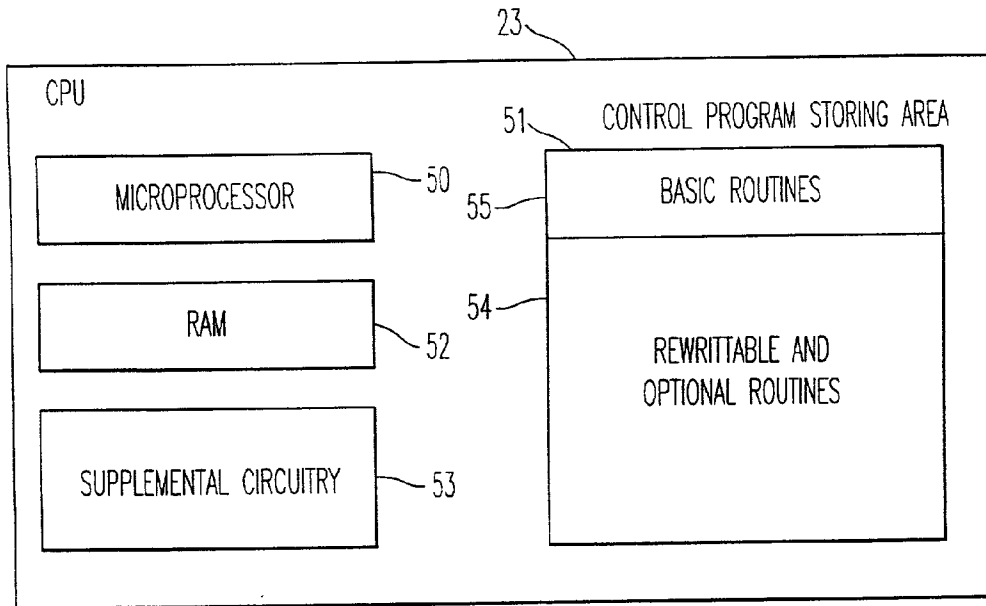 23
CPU
CONTROL PROGRAM STORING AREA
51
MICROPROCESSOR
50
BASIC ROUTINES
55
RAM
52
54
REWRITTABLE AND
OPTIONAL ROUTINES
SUPPLEMENTAL CIRCUITRY
53